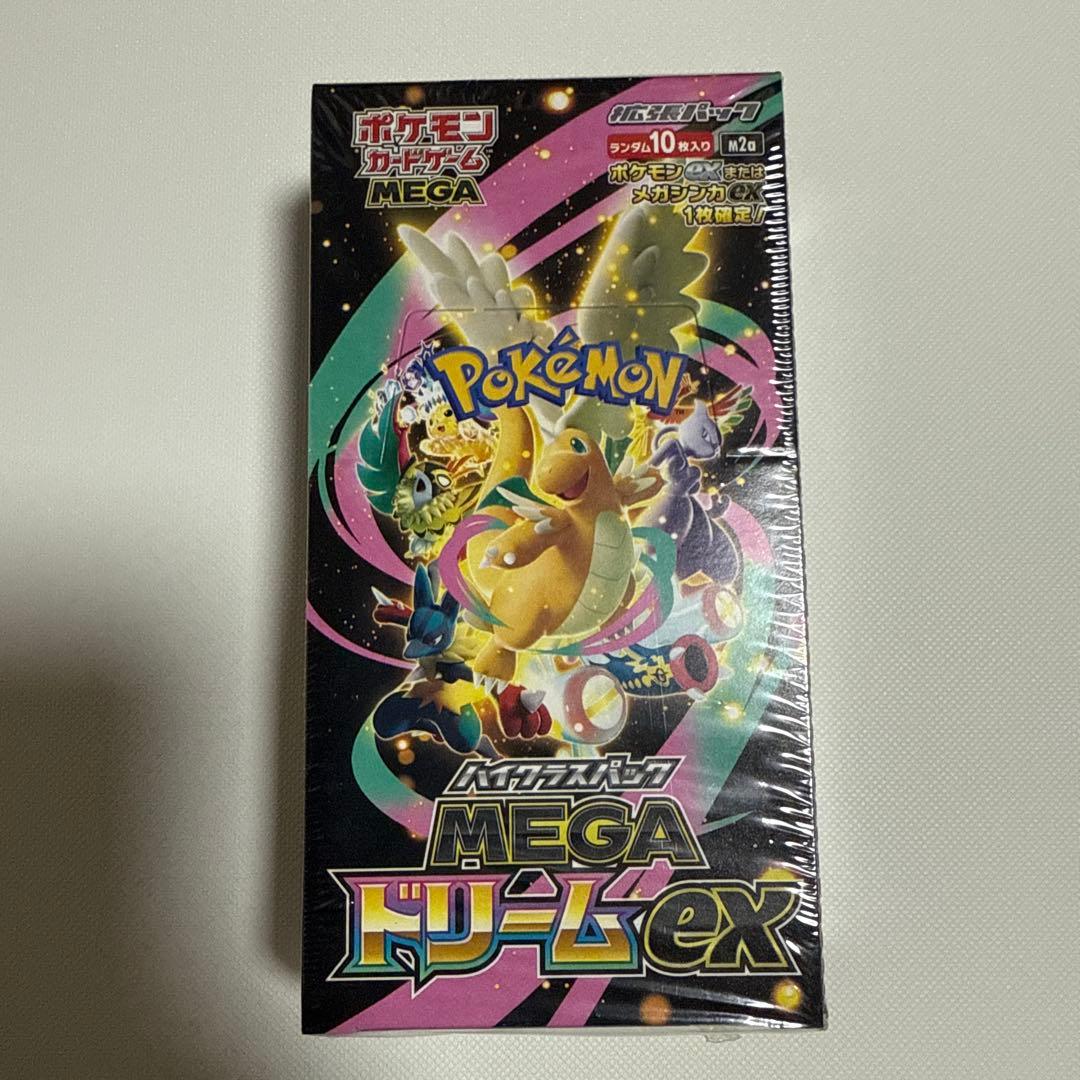 ポケモン
カードゲーム
MEGA
拡張パック
ランダム10枚入り M2a
ポケモンexまたは
メガシンカex
1枚確定!
POKÉMON
TM
ハイクラスパック
MEGA
ドリームex